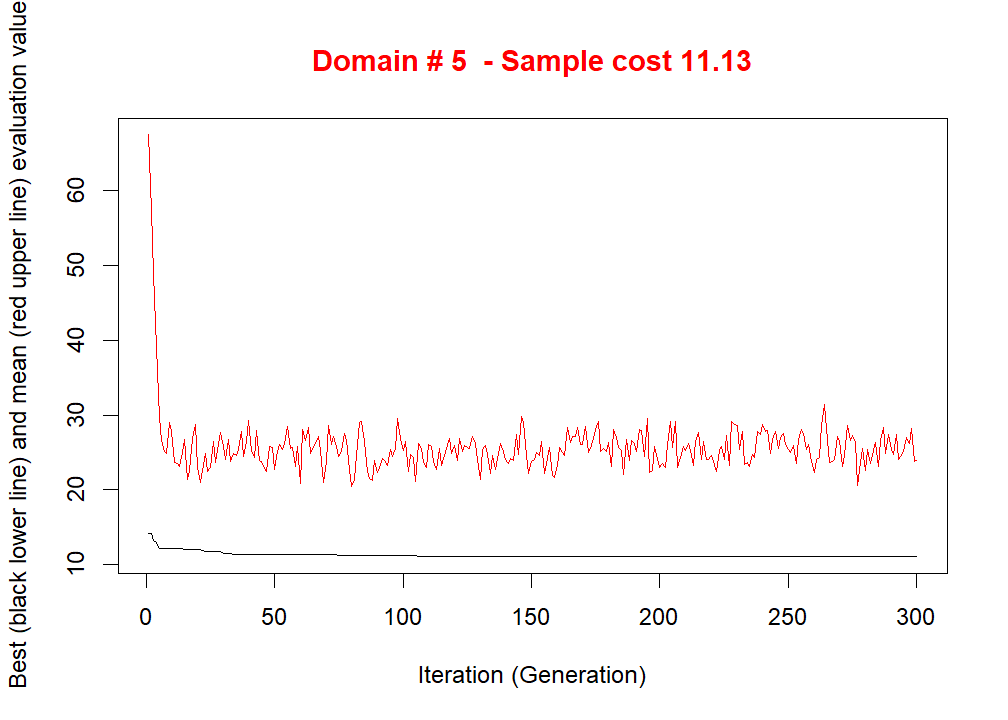 Domain # 5  - Sample cost 11.13
Best (black lower line) and mean (red upper line) evaluation value
60
50
40
30
20
10
0 50 100 150 200 250 300
Iteration (Generation)